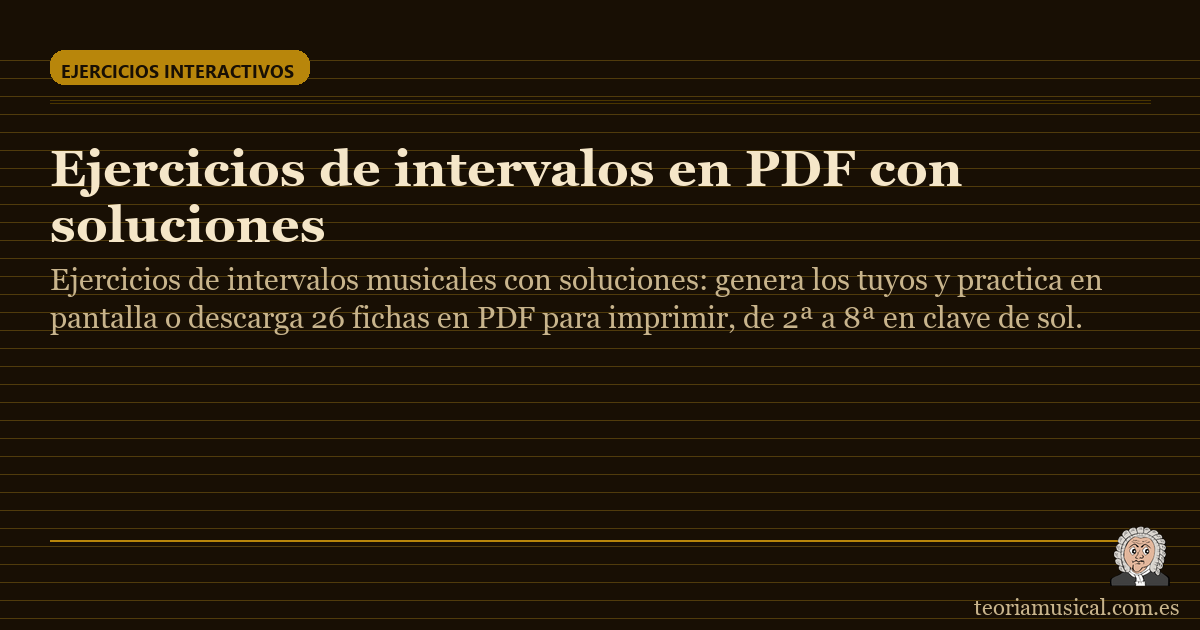 EJERCICIOS INTERACTIVOS
Ejercicios de intervalos en PDF con
soluciones
Ejercicios de intervalos musicales con soluciones: genera los tuyos y practica en
pantalla o descarga 26 fichas en PDF para imprimir, de 2ª a 8ª en clave de sol.
teoriamusical.com.es